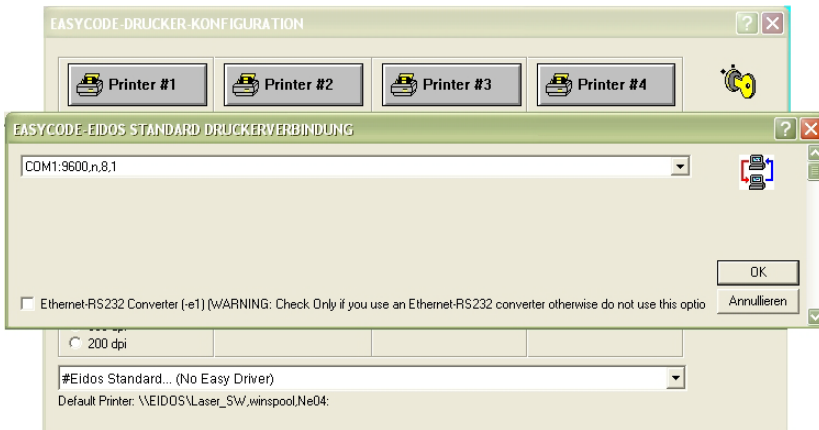 EASYCODE-DRUCKER-KONFIGURATION
Printer #1
Printer #2
Printer #3
Printer #4
EASYCODE-EIDOS STANDARD DRUCKERVERBINDUNG
COM1:9600,n,8,1
OK
Ethernet-RS232 Converter (-e1) (WARNING: Check Only if you use an Ethernet-RS232 converter otherwise do not use this optio
Annullieren
200 dpi
#Eidos Standard... (No Easy Driver)
Default Printer: \\EIDOS\Laser_SW,winspool,Ne04: